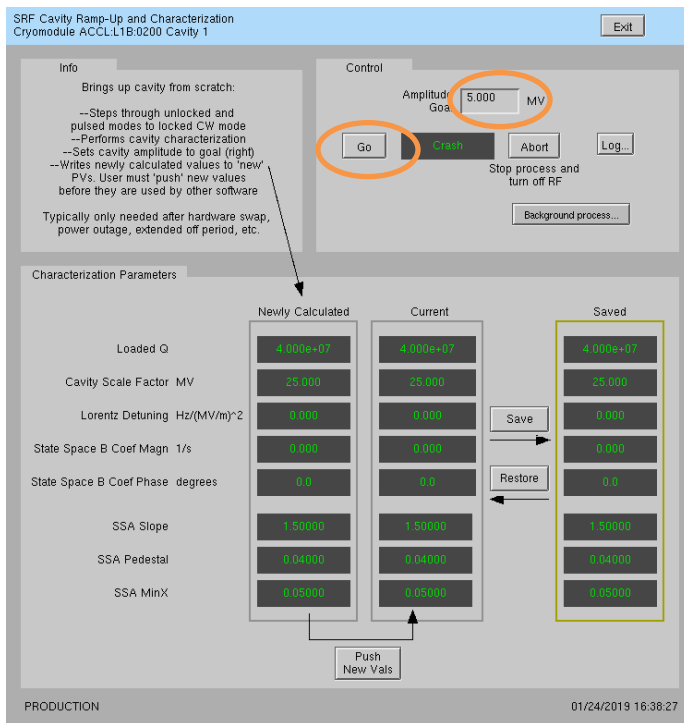 SRF Cavity Ramp-Up and Characterization
Cryomodule ACCL:L1B:0200 Cavity 1
Exit
Info
Brings up cavity from scratch:
--Steps through unlocked and
pulsed modes to locked CW mode
--Performs cavity characterization
--Sets cavity amplitude to goal (right)
--Writes newly calculated values to 'new'
PVs. User must 'push' new values
before they are used by other software
Typically only needed after hardware swap,
power outage, extended off period, etc.
Control
Amplitude
Goal
5.000
MV
Go
Crash
Abort
Log...
Stop process and
turn off RF
Background process...
Characterization Parameters
Newly Calculated Current Saved
Loaded Q 4.000e+07 4.000e+07 4.000e+07
Cavity Scale Factor MV 25.000 25.000 25.000
Lorentz Detuning Hz/(MV/m)^2 0.000 0.000 0.000
Save
State Space B Coef Magn 1/s 0.000 0.000 0.000
State Space B Coef Phase degrees 0.0 0.0 0.0
Restore
SSA Slope 1.50000 1.50000 1.50000
SSA Pedestal 0.04000 0.04000 0.04000
SSA MinX 0.05000 0.05000 0.05000
Push
New Vals
PRODUCTION
01/24/2019 16:38:27